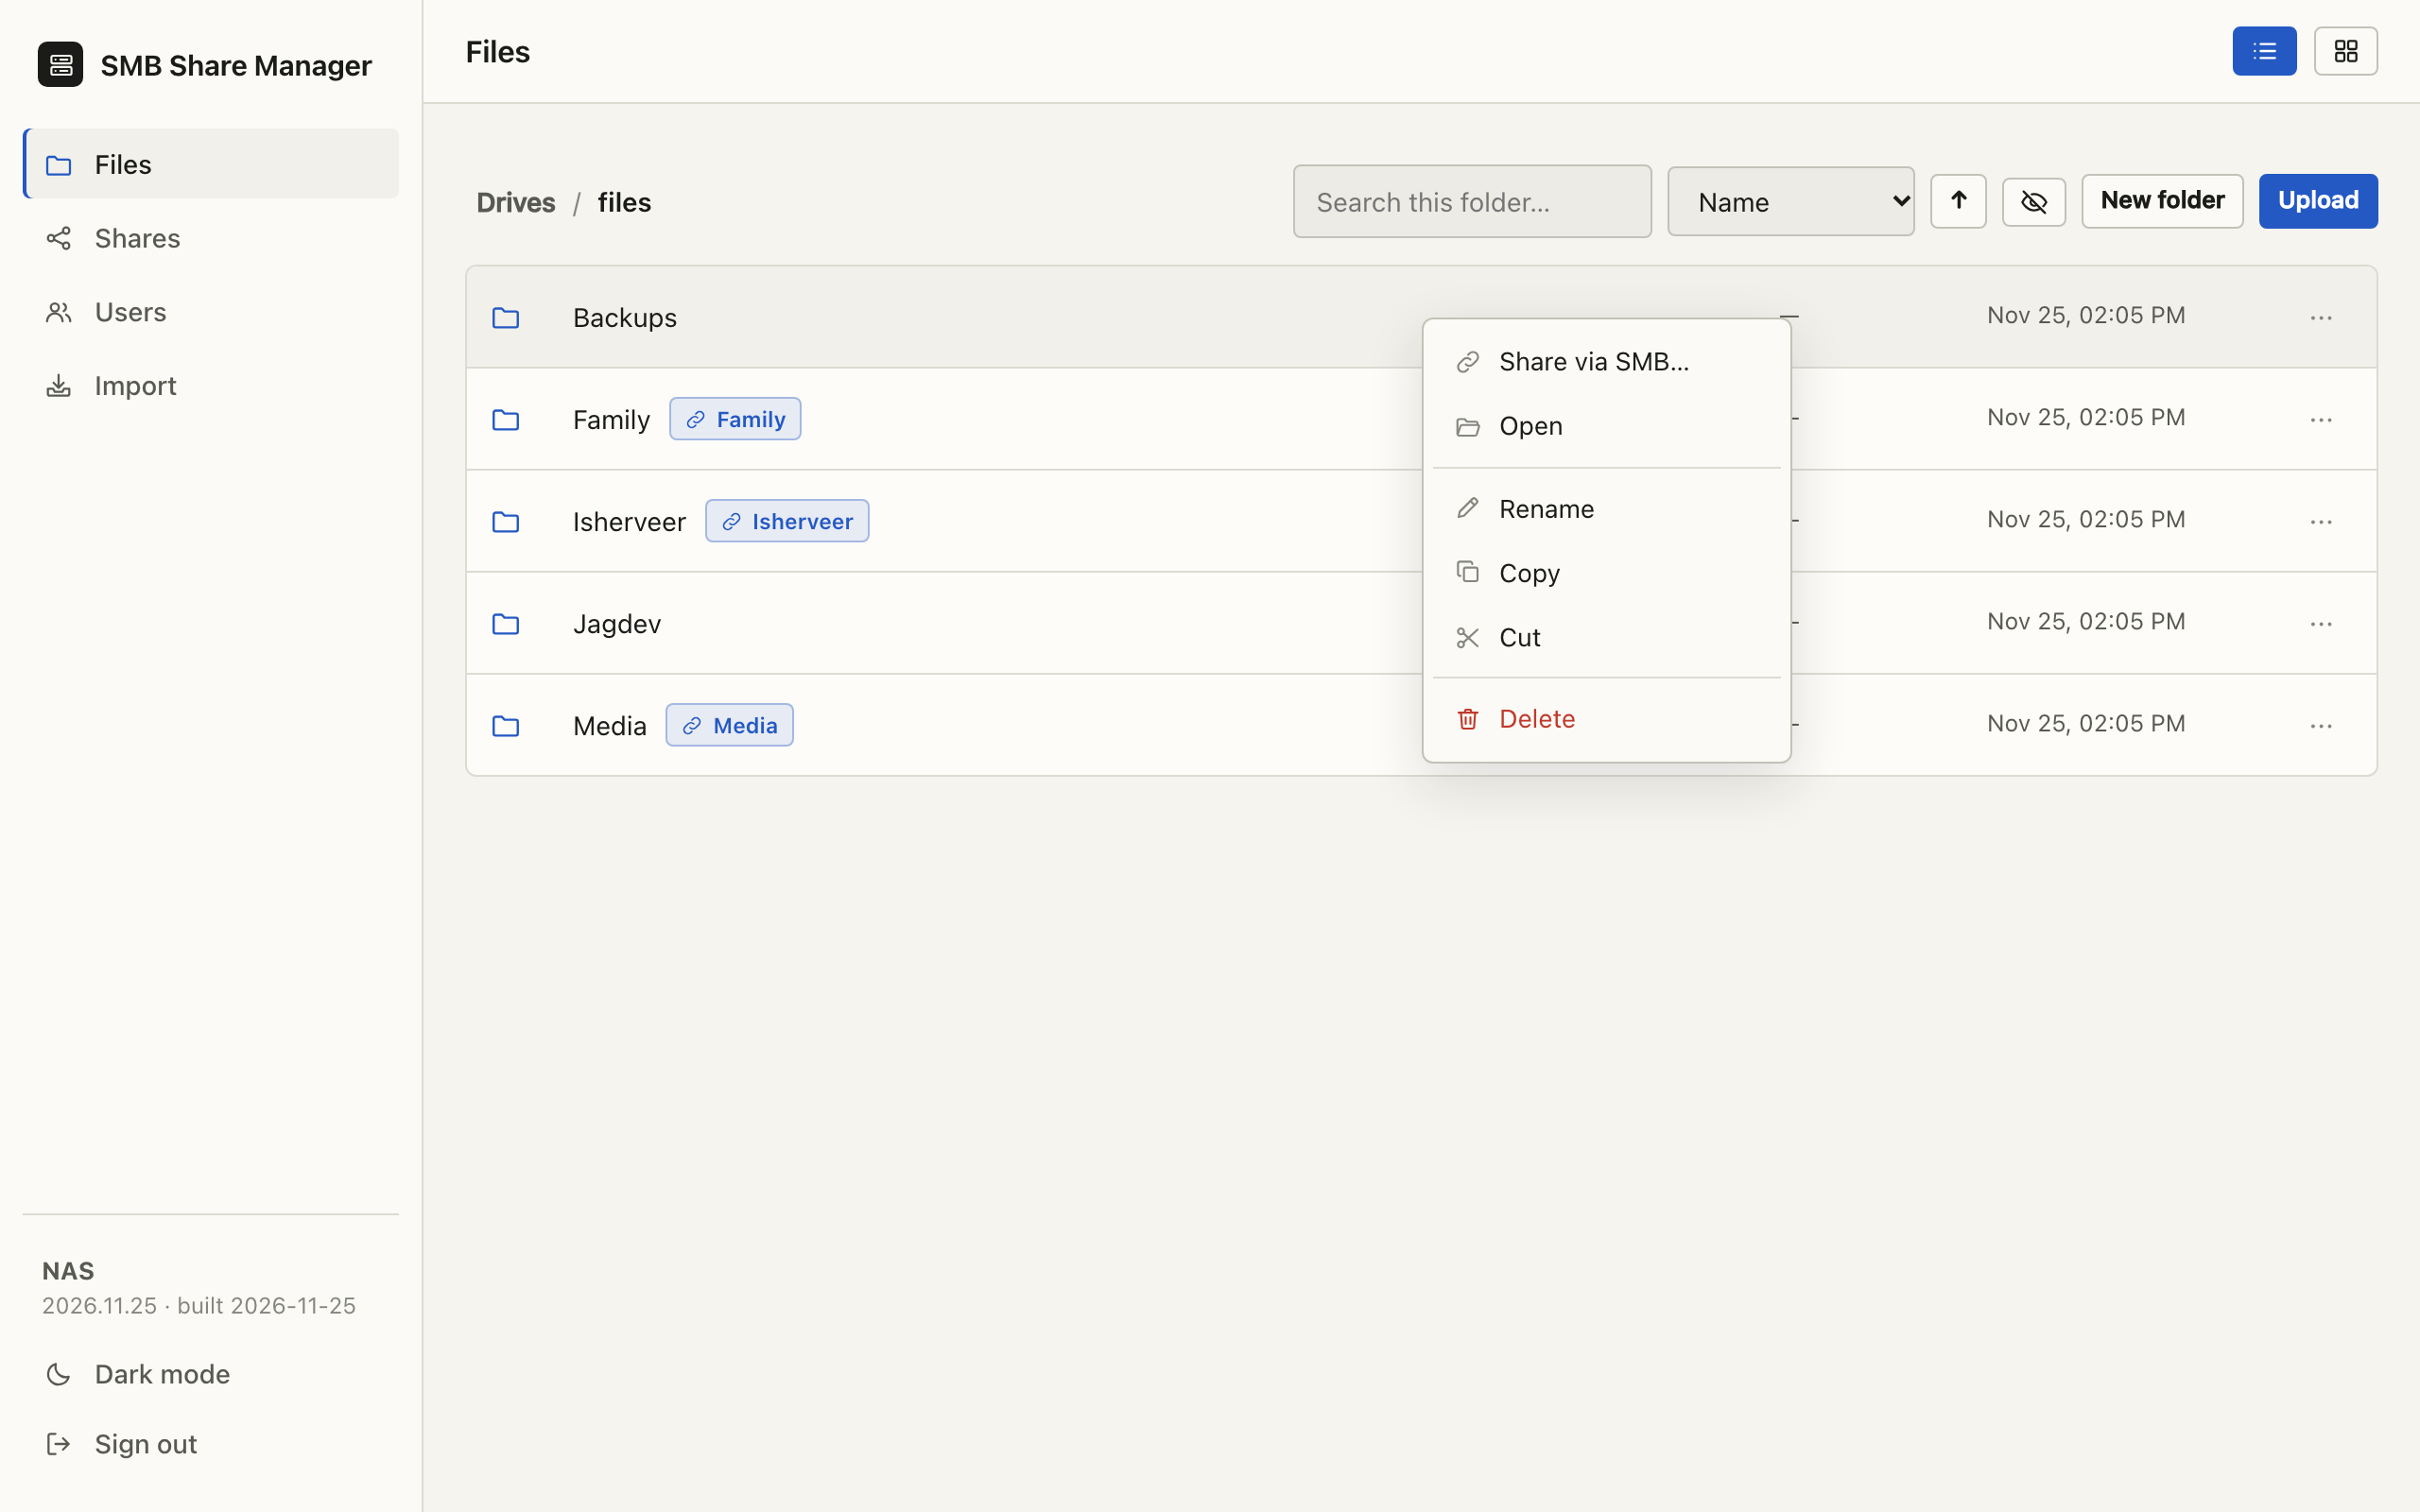 SMB Share Manager
Files
Shares
Users
Import
NAS
2026.11.25 · built 2026-11-25
Dark mode
Sign out
Files
Drives / files
Search this folder...
Name
New folder
Upload
Backups — Nov 25, 02:05 PM ...
Family Family Nov 25, 02:05 PM ...
Isherveer Isherveer Nov 25, 02:05 PM ...
Jagdev Nov 25, 02:05 PM ...
Media Media Nov 25, 02:05 PM ...
Share via SMB...
Open
Rename
Copy
Cut
Delete